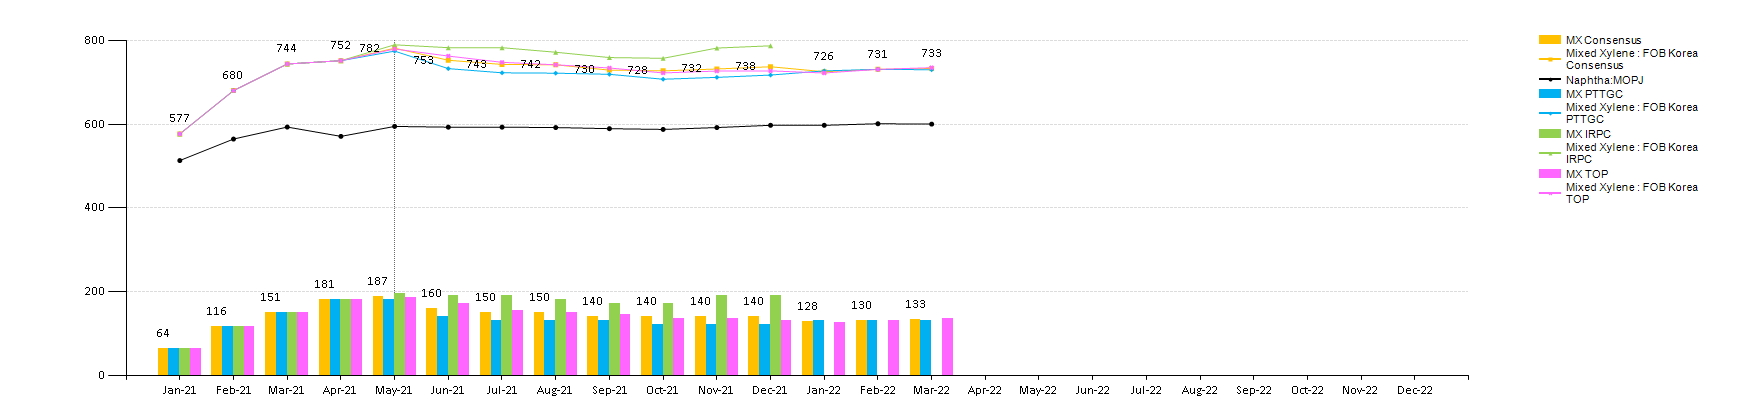 800
600
400
200
0
577
680
744
752
782
753
743
742
730
728
732
738
726
731
733
64
116
151
181
187
160
150
150
140
140
140
140
128
130
133
Jan-21
Feb-21
Mar-21
Apr-21
May-21
Jun-21
Jul-21
Aug-21
Sep-21
Oct-21
Nov-21
Dec-21
Jan-22
Feb-22
Mar-22
Apr-22
May-22
Jun-22
Jul-22
Aug-22
Sep-22
Oct-22
Nov-22
Dec-22
MX Consensus
Mixed Xylene : FOB Korea
Consensus
Naphtha:MOPJ
MX PTTGC
Mixed Xylene : FOB Korea
PTTGC
MX IRPC
Mixed Xylene : FOB Korea
IRPC
MX TOP
Mixed Xylene : FOB Korea
TOP